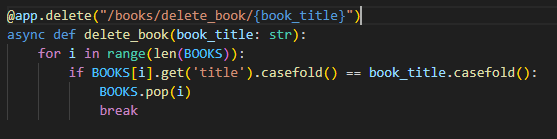 @app.delete("/books/delete_book/{book_title}")
async def delete_book(book_title: str):
    for i in range(len(BOOKS)):
        if BOOKS[i].get('title').casefold() == book_title.casefold():
            BOOKS.pop(i)
            break